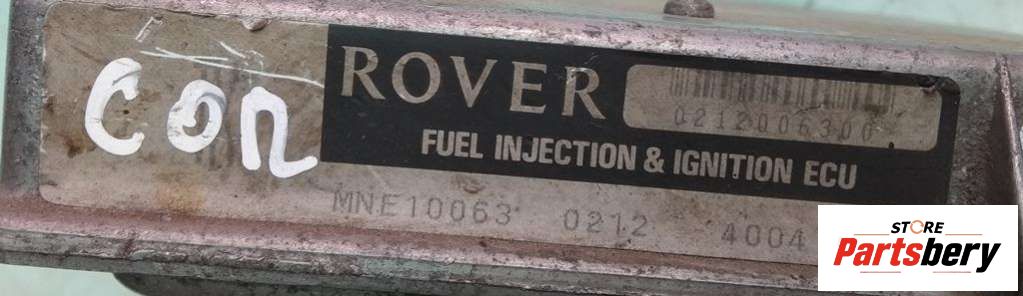 con
ROVER
0212006300
FUEL INJECTION & IGNITION ECU
MNE10063 0212 4004
STORE
Partsbery